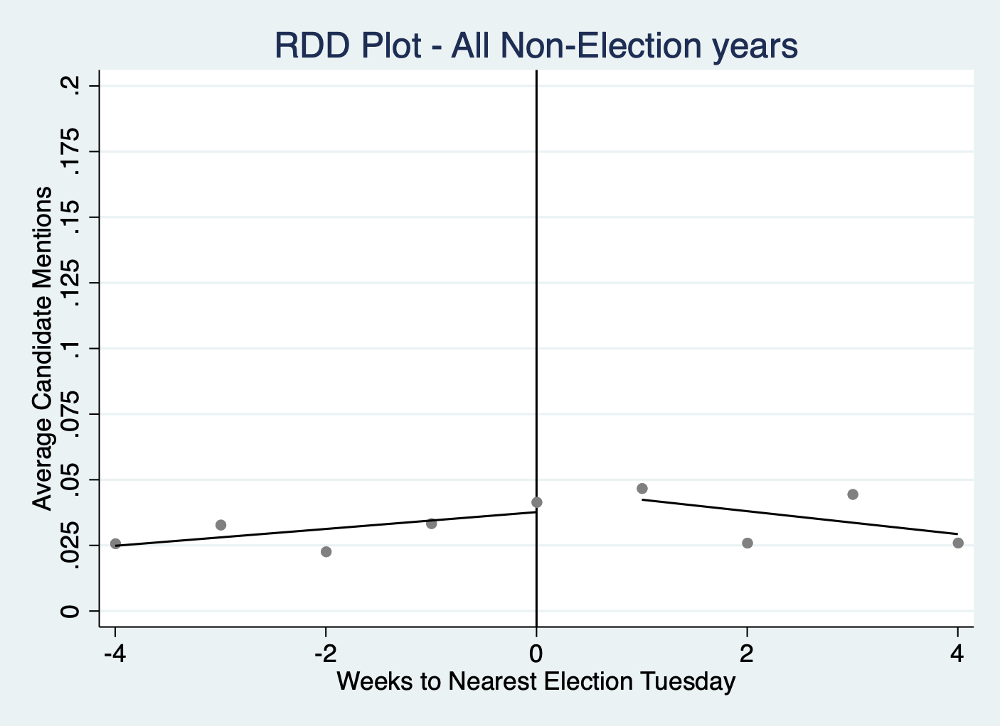 RDD Plot - All Non-Election years
Average Candidate Mentions
.2
.175
.15
.125
.1
.075
.05
.025
0
-4 -2 0 2 4
Weeks to Nearest Election Tuesday